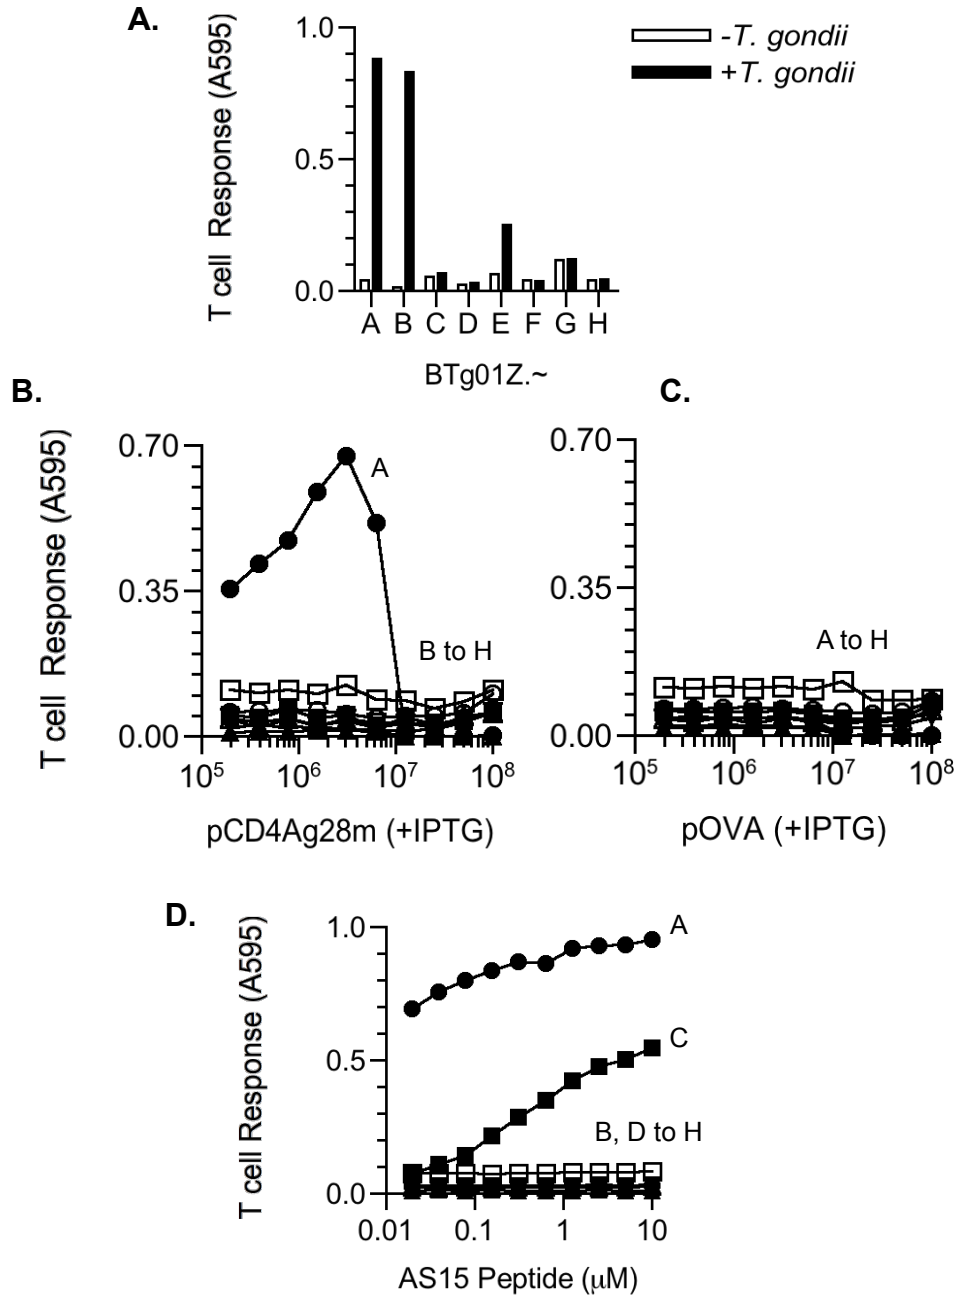 A.
T cell Response (A595)
1.0
0.5
0.0
A B C D E F G H
BTg01Z.~
-T. gondii
+T. gondii
B.
T cell Response (A595)
0.70
0.35
0.00
A
B to H
10⁵ 10⁶ 10⁷ 10⁸
pCD4Ag28m (+IPTG)
C.
0.70
0.35
0.00
A to H
10⁵ 10⁶ 10⁷ 10⁸
pOVA (+IPTG)
D.
T cell Response (A595)
1.0
0.5
0.0
A
C
B, D to H
0.01 0.1 1 10
AS15 Peptide (μM)